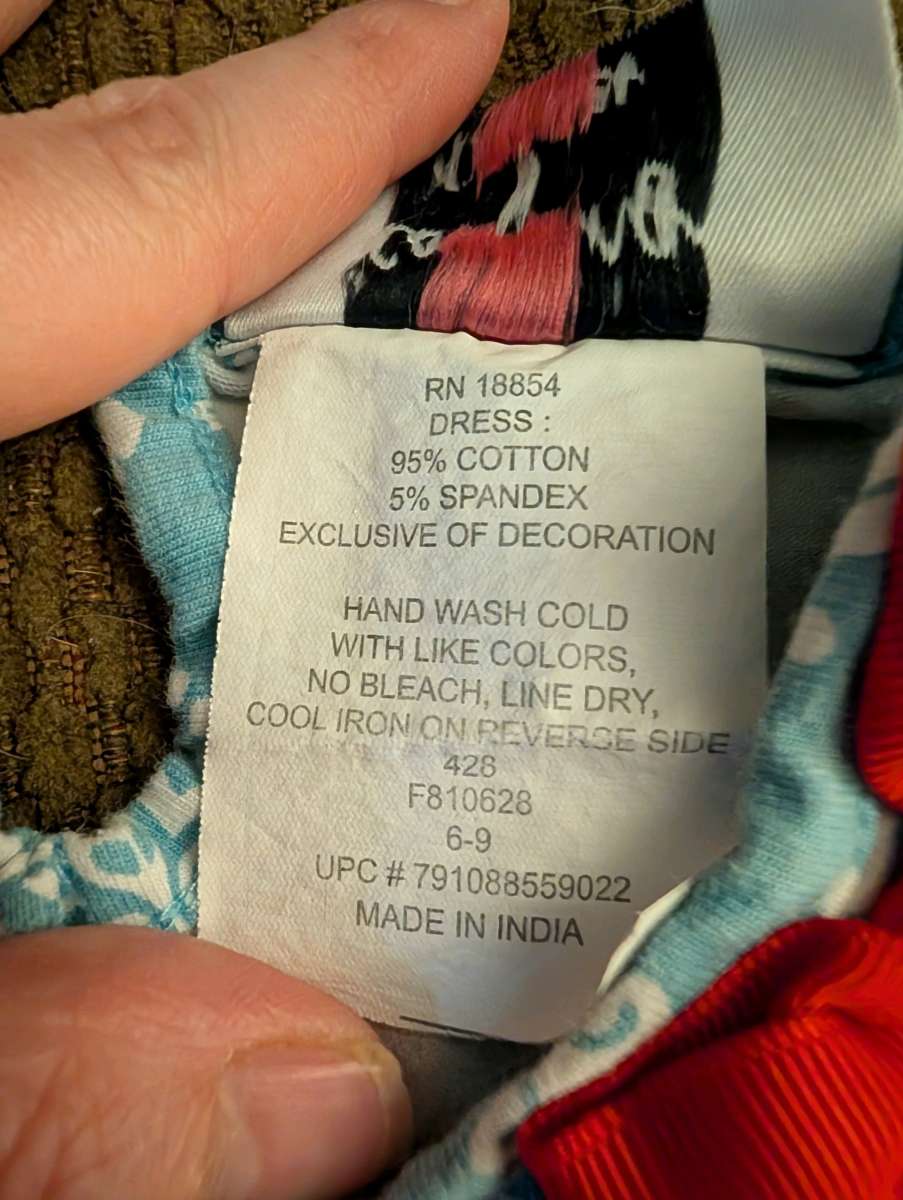 RN 18854
DRESS :
95% COTTON
5% SPANDEX
EXCLUSIVE OF DECORATION
HAND WASH COLD
WITH LIKE COLORS,
NO BLEACH, LINE DRY,
COOL IRON ON REVERSE SIDE
428
F810628
6-9
UPC # 791088559022
MADE IN INDIA